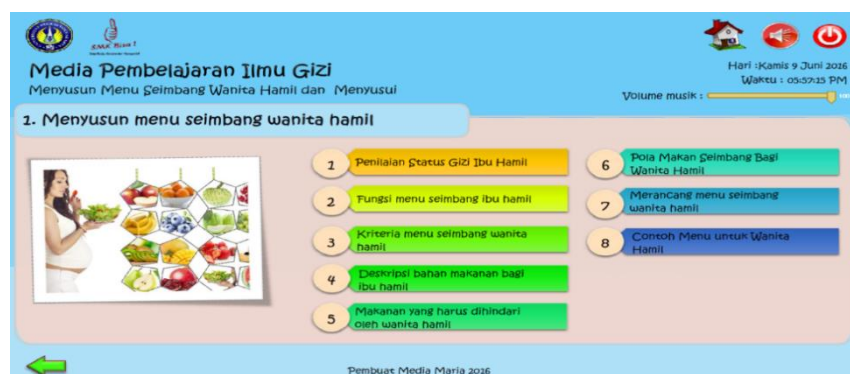 SMK Bisa !
Media Pembelajaran Ilmu Gizi
Menyusun Menu Seimbang Wanita Hamil dan Menyusui
Hari :Kamis 9 Juni 2016
Waktu : 05:57:15 PM
Volume musik :
1. Menyusun menu seimbang wanita hamil
1 Penilaian Status Gizi Ibu Hamil
2 Fungsi menu seimbang ibu hamil
3 Kriteria menu seimbang wanita
hamil
4 Deskripsi bahan makanan bagi
ibu hamil
5 Makanan yang harus dihindari
oleh wanita hamil
6 Pola Makan Seimbang Bagi
Wanita Hamil
7 Merancang menu seimbang
wanita hamil
8 Contoh Menu untuk Wanita
Hamil
Pembuat Media Maria 2016